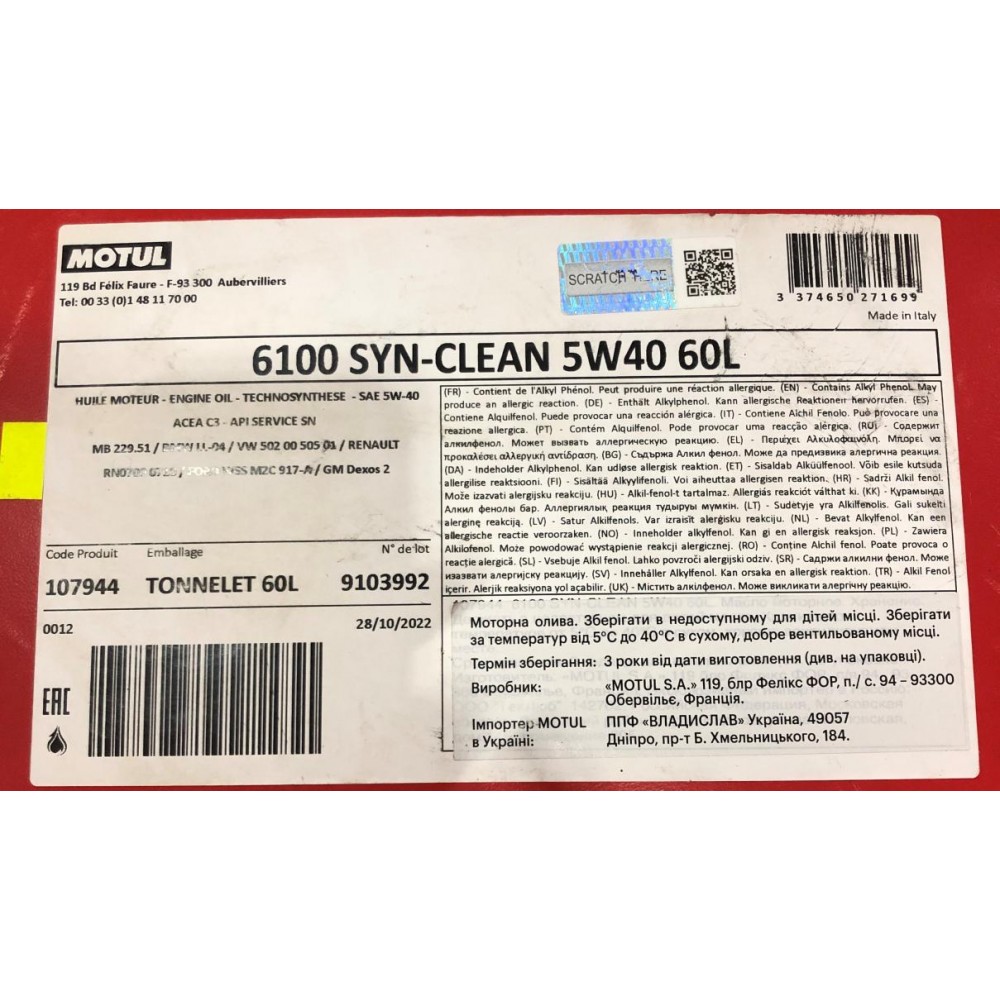 MOTUL
119 Bd Félix Faure - F-93 300 Aubervilliers
Tel: 00 33 (0)1 48 11 70 00
SCRATCH HERE
3 374650 271699
Made in Italy
6100 SYN-CLEAN 5W40 60L
HUILE MOTEUR - ENGINE OIL - TECHNOSYNTHESE - SAE 5W-40
ACEA C3 - API SERVICE SN
MB 229.51 / BMW LL-04 / VW 502 00 505 01 / RENAULT
M2C 917-A / GM Dexos 2
Code Produit Emballage N° de lot
107944 TONNELET 60L 9103992
0012 28/10/2022
EAC
(FR) - Contient de l'Alkyl Phénol. Peut produire une réaction allergique. (EN) - Contains Alkyl Phenol. May
produce an allergic reaction. (DE) - Enthält Alkylphenol. Kann allergische Reaktionen hervorrufen. (ES) -
Contiene Alquilfenol. Puede provocar una reacción alérgica. (IT) - Contiene Alchil Fenolo. Può provocare una
reazione allergica. (PT) - Contém Alquilfenol. Pode provocar uma reacção alérgica. (RU) - Содержит
алкилфенол. Может вызвать аллергическую реакцию. (EL) - Περιέχει Αλκυλοφαινόλη. Μπορεί να
προκαλέσει αλλεργική αντίδραση. (BG) - Съдържа Алкил фенол. Може да предизвика алергична реакция.
(DA) - Indeholder Alkylphenol. Kan udløse allergisk reaktion. (ET) - Sisaldab Alküülfenool. Võib esile kutsuda
allergilise reaktsiooni. (FI) - Sisältää Alkyylifenoli. Voi aiheuttaa allergisen reaktion. (HR) - Sadrži Alkil fenol.
Može izazvati alergijsku reakciju. (HU) - Alkil-fenol-t tartalmaz. Allergiás reakciót válthat ki. (KK) - Құрамында
Алкил фенолы бар. Аллергиялық реакция тудыруы мүмкін. (LT) - Sudėtyje yra Alkilfenolis. Gali sukelti
alerginę reakciją. (LV) - Satur Alkilfenols. Var izraisīt alerģisku reakciju. (NL) - Bevat Alkylfenol. Kan een
allergische reactie veroorzaken. (NO) - Inneholder alkylfenol. Kan gi en allergisk reaksjon. (PL) - Zawiera
Alkilofenol. Może powodować wystąpienie reakcji alergicznej. (RO) - Conține Alchil fenol. Poate provoca o
reacție alergică. (SL) - Vsebuje Alkil fenol. Lahko povzroči alergijski odziv. (SR) - Садржи алкилни фенол. Може
изазвати алергијску реакцију. (SV) - Innehåller Alkylfenol. Kan orsaka en allergisk reaktion. (TR) - Alkil Fenol
içerir. Alerjik reaksiyona yol açabilir. (UK) - Містить алкілфенол. Може викликати алергічну реакцію.
107944 6100 SYN-CLEAN 5W40 60L. Масло моторное.
Моторна олива. Зберігати в недоступному для дітей місці. Зберігати
за температур від 5°С до 40°С в сухому, добре вентильованому місці.
Термін зберігання: 3 роки від дати виготовлення (див. на упаковці).
Виробник: «MOTUL S.A.» 119, блр Фелікс ФОР, п./ с. 94 – 93300
Обервільє, Франція.
Імпортер MOTUL ППФ «ВЛАДИСЛАВ» Україна, 49057
в Україні: Дніпро, пр-т Б. Хмельницького, 184.